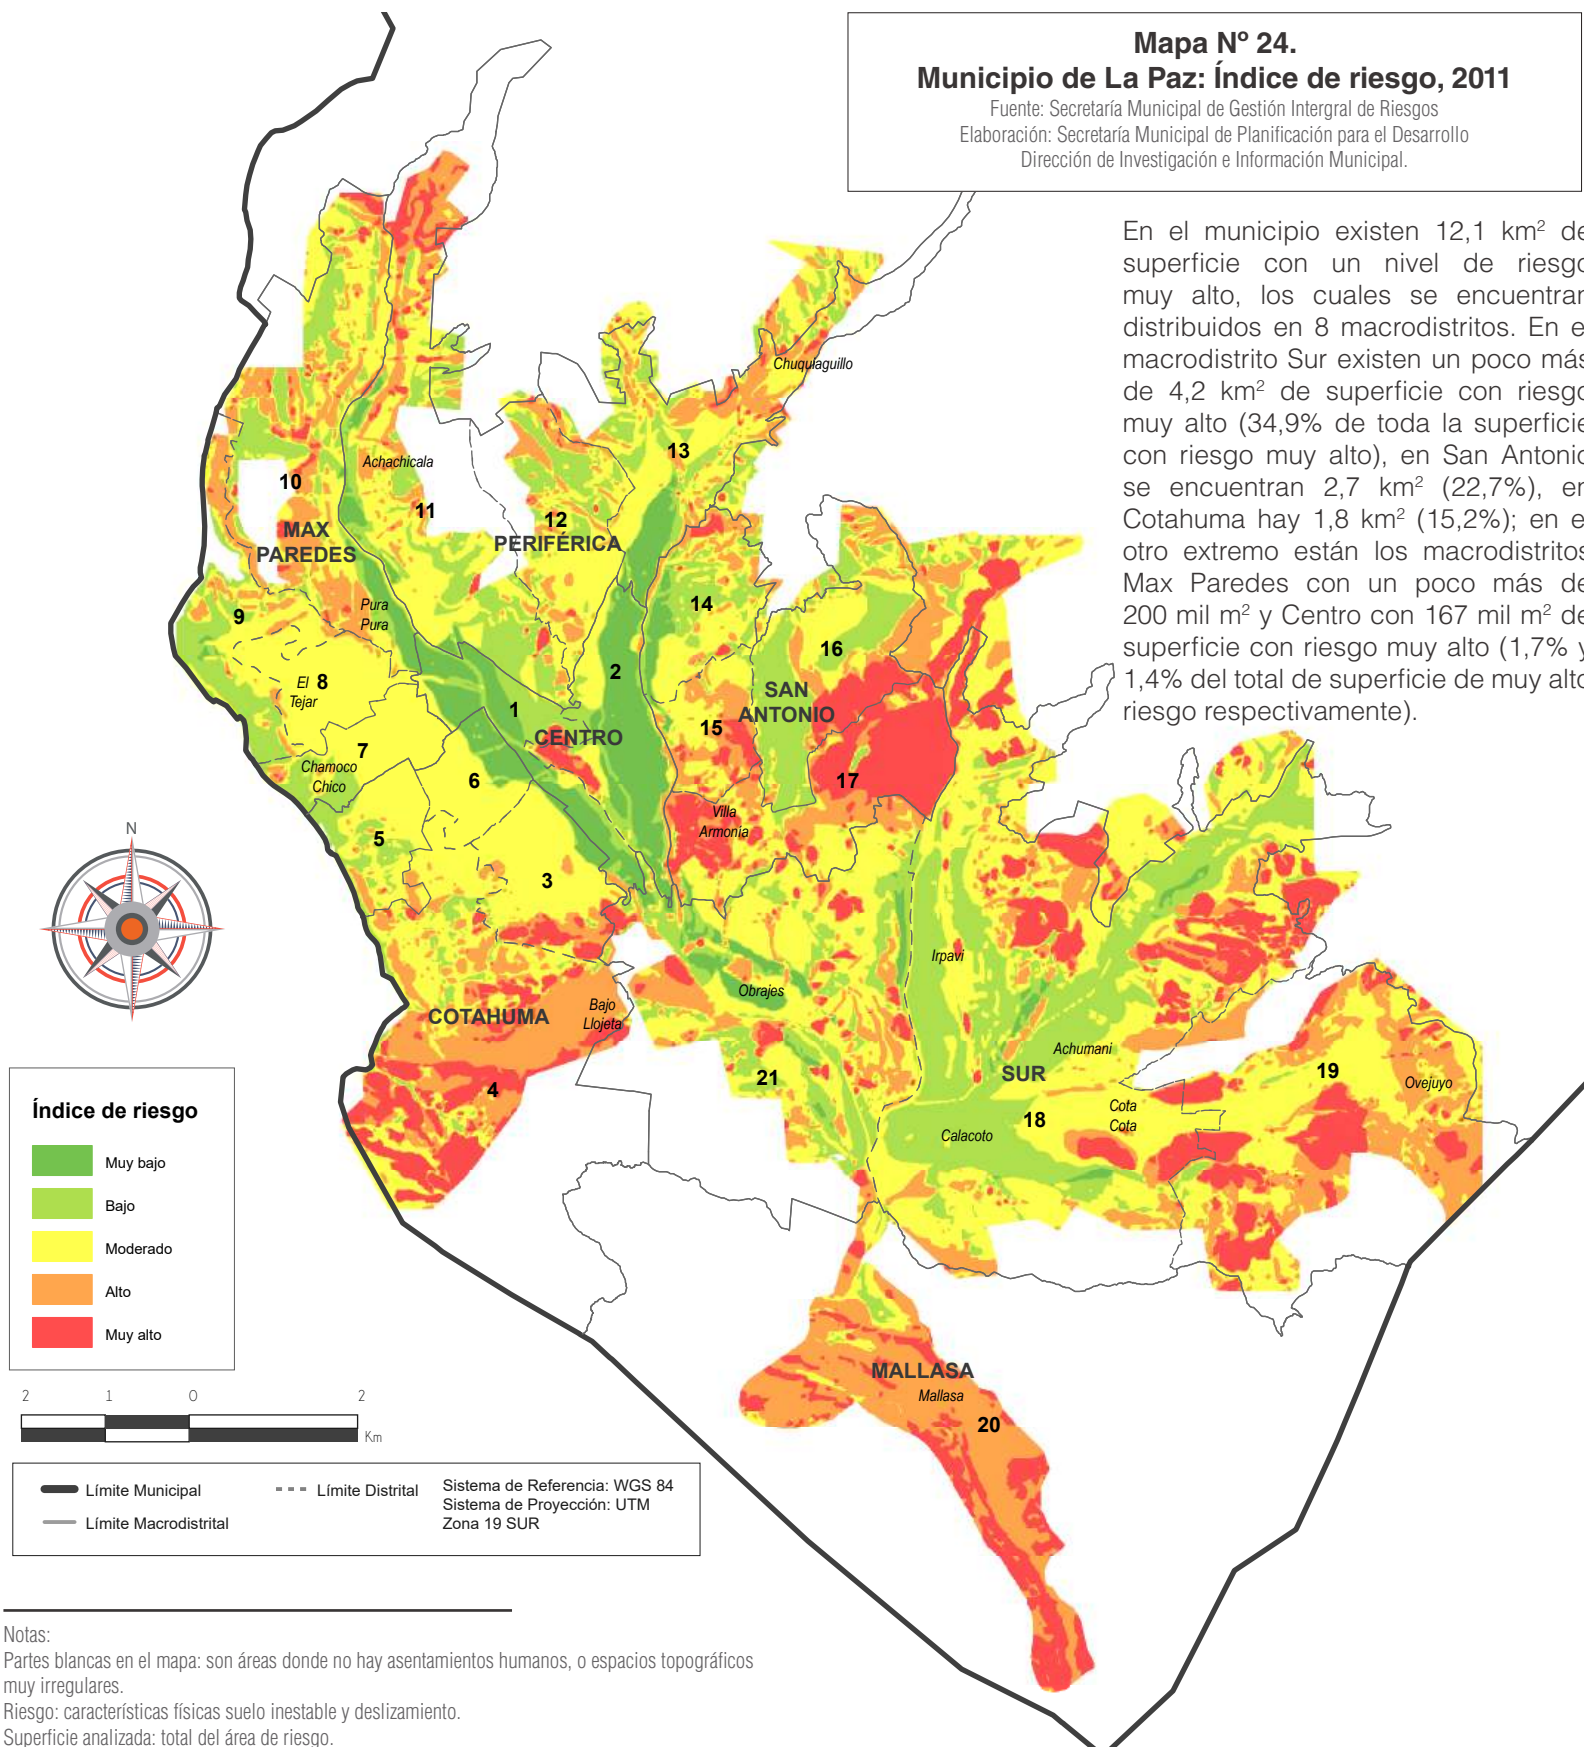 Mapa Nº 24.
Municipio de La Paz: Índice de riesgo, 2011
Fuente: Secretaría Municipal de Gestión Intergral de Riesgos
Elaboración: Secretaría Municipal de Planificación para el Desarrollo
Dirección de Investigación e Información Municipal.
En el municipio existen 12,1 km² de
superficie con un nivel de riesgo
muy alto, los cuales se encuentran
distribuidos en 8 macrodistritos. En el
macrodistrito Sur existen un poco más
de 4,2 km² de superficie con riesgo
muy alto (34,9% de toda la superficie
con riesgo muy alto), en San Antonio
se encuentran 2,7 km² (22,7%), en
Cotahuma hay 1,8 km² (15,2%); en el
otro extremo están los macrodistritos
Max Paredes con un poco más de
200 mil m² y Centro con 167 mil m² de
superficie con riesgo muy alto (1,7% y
1,4% del total de superficie de muy alto
riesgo respectivamente).
Chuquiaguillo
13
Achachicala
10
11
12
MAX
PAREDES
PERIFÉRICA
9
Pura
Pura
14
16
2
8
El
Tejar
SAN
ANTONIO
1
15
CENTRO
7
Chamoco
Chico
6
17
Villa
Armonía
5
3
N
Irpavi
Obrajes
Bajo
Llojeta
COTAHUMA
Achumani
SUR
21
19
Ovejuyo
4
Cota
Cota
18
Calacoto
MALLASA
Mallasa
20
Índice de riesgo
Muy bajo
Bajo
Moderado
Alto
Muy alto
2 1 0 2
Km
Límite Municipal
Límite Distrital
Límite Macrodistrital
Sistema de Referencia: WGS 84
Sistema de Proyección: UTM
Zona 19 SUR
Notas:
Partes blancas en el mapa: son áreas donde no hay asentamientos humanos, o espacios topográficos
muy irregulares.
Riesgo: características físicas suelo inestable y deslizamiento.
Superficie analizada: total del área de riesgo.